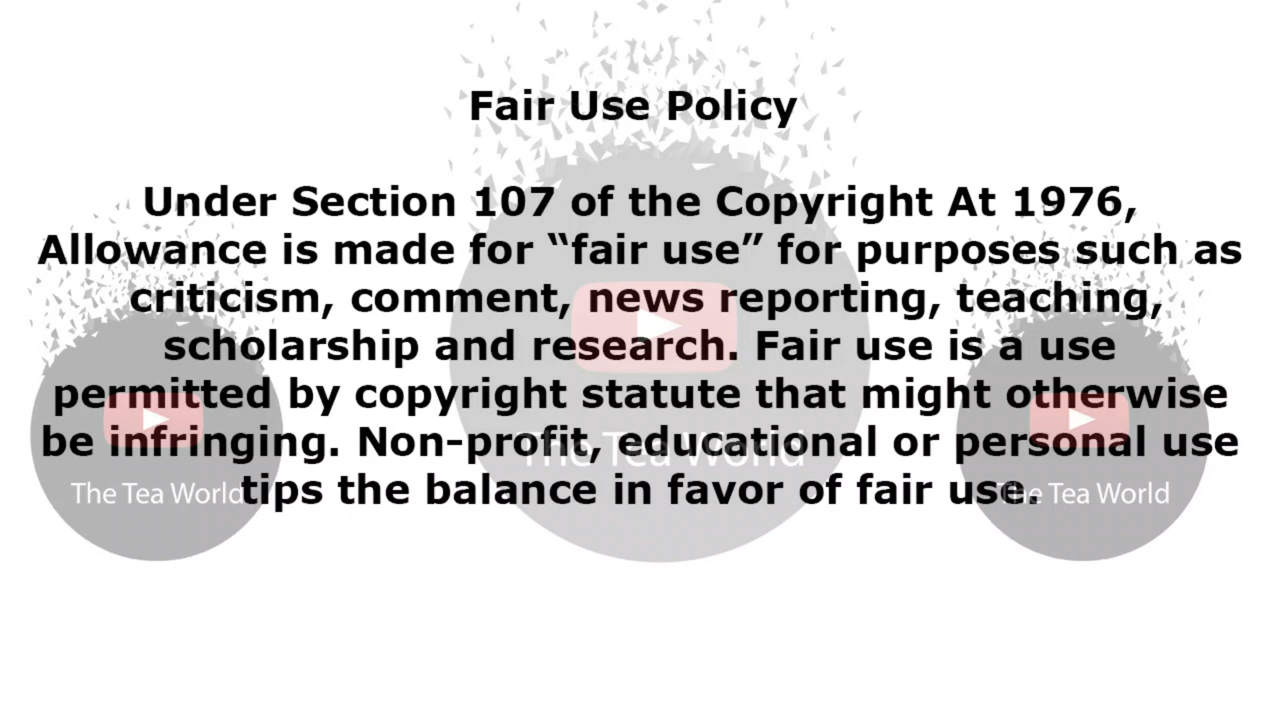 Fair Use Policy
Under Section 107 of the Copyright At 1976,
Allowance is made for “fair use” for purposes such as
criticism, comment, news reporting, teaching,
scholarship and research. Fair use is a use
permitted by copyright statute that might otherwise
be infringing. Non-profit, educational or personal use
The Tea World
tips the balance in favor of fair use.
The Tea World
The Tea World